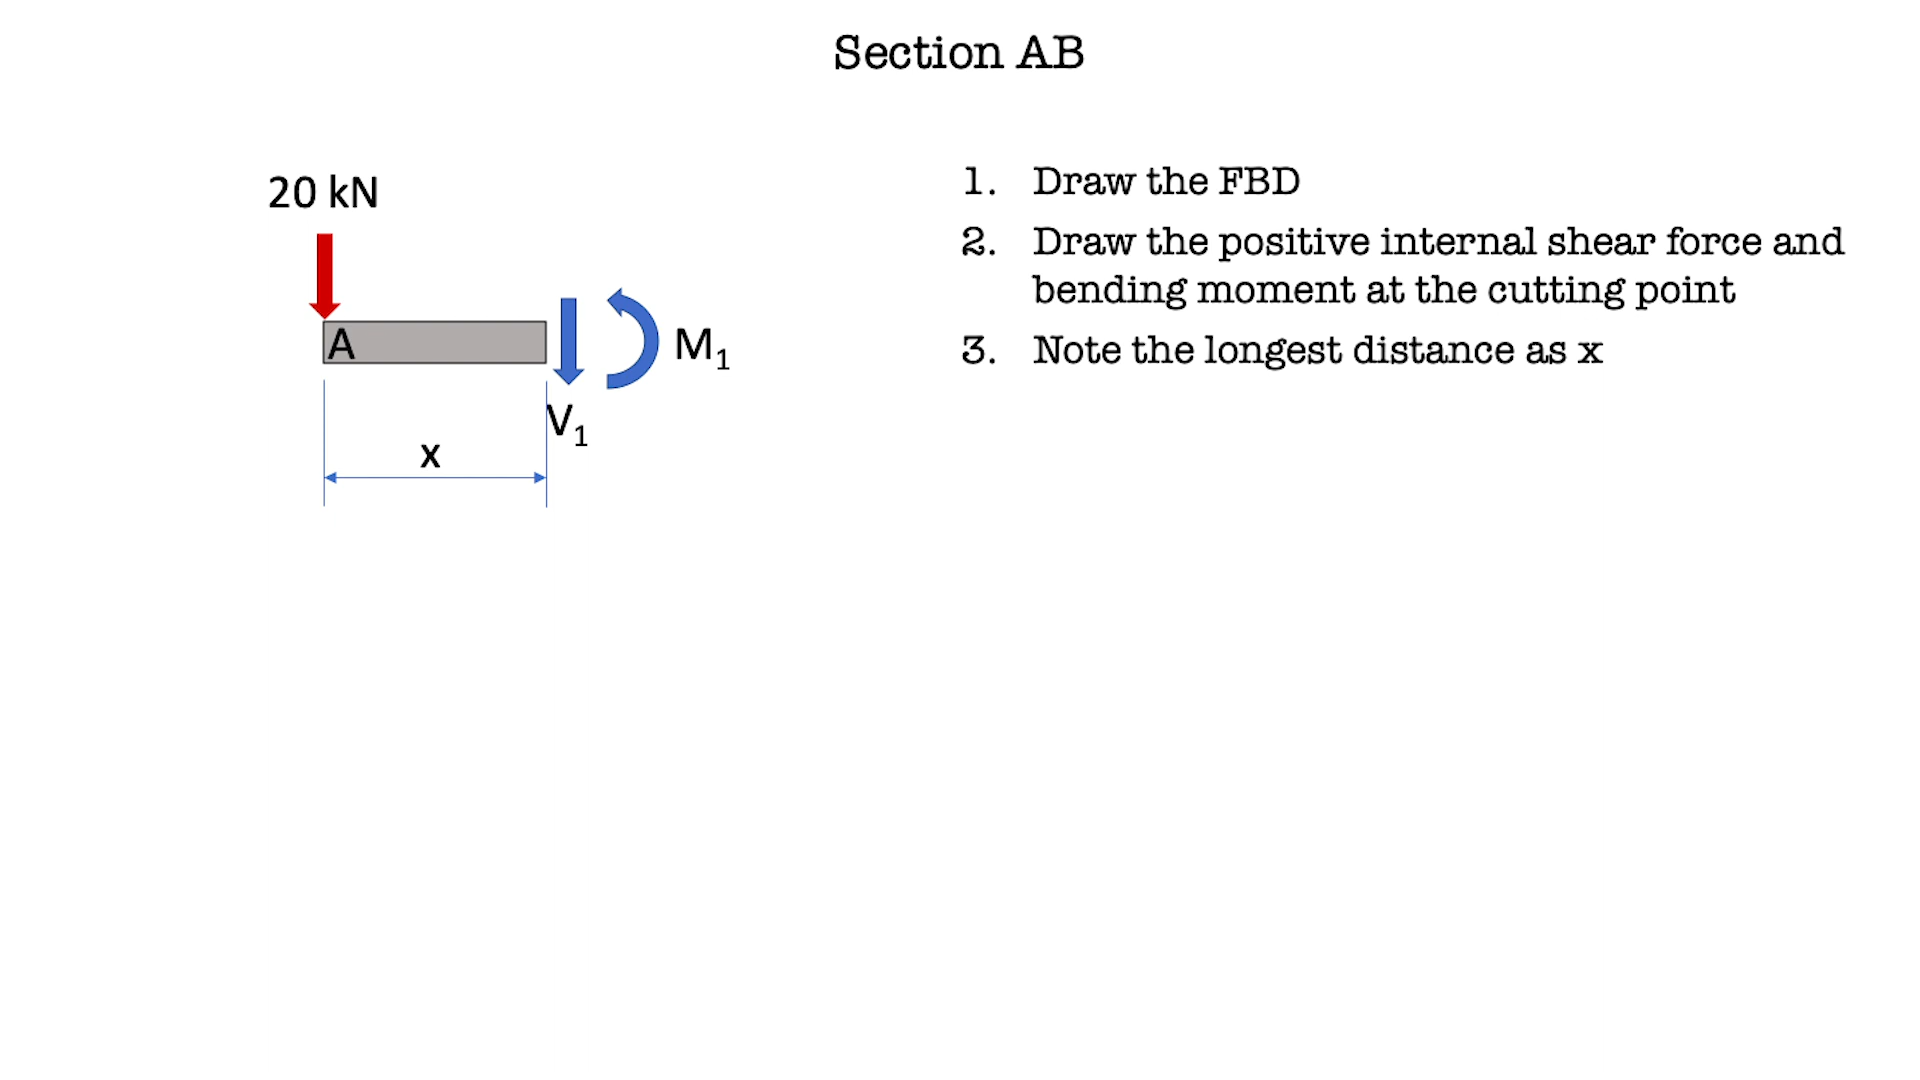 Section AB
20 kN
A
M₁
V₁
x
1. Draw the FBD
2. Draw the positive internal shear force and
bending moment at the cutting point
3. Note the longest distance as x